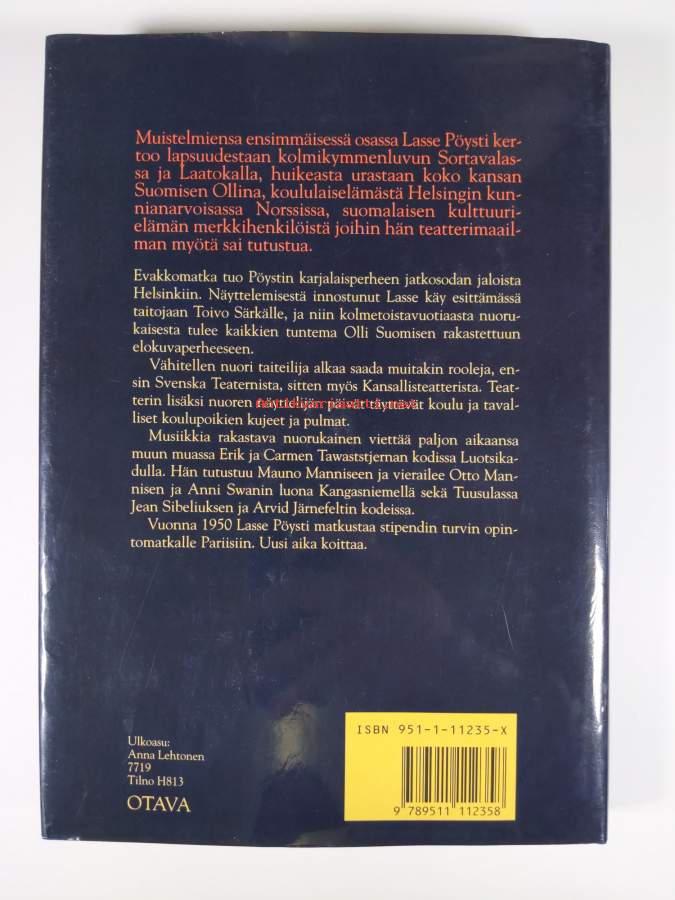 Muistelmiensa ensimmäisessä osassa Lasse Pöysti ker-
too lapsuudestaan kolmikymmenluvun Sortavalas-
sa ja Laatokalla, huikeasta urastaan koko kansan
Suomisen Ollina, koululaiselämästä Helsingin kun-
nianarvoisassa Norssissa, suomalaisen kulttuuri-
elämän merkkihenkilöistä joihin hän teatterimaail-
man myötä sai tutustua.
Evakkomatka tuo Pöystin karjalaisperheen jatkosodan jaloista
Helsinkiin. Näyttelemisestä innostunut Lasse käy esittämässä
taitojaan Toivo Särkälle, ja niin kolmetoistavuotiaasta nuoru-
kaisesta tulee kaikkien tuntema Olli Suomisen rakastettuun
elokuvaperheeseen.
Vähitellen nuori taiteilija alkaa saada muitakin rooleja, en-
sin Svenska Teaternista, sitten myös Kansallisteatterista. Teat-
terin lisäksi nuoren näyttelijän päivät täyttävät koulu ja taval-
liset koulupoikien kujeet ja pulmat.
Musiikkia rakastava nuorukainen viettää paljon aikaansa
muun muassa Erik ja Carmen Tawaststjernan kodissa Luotsika-
dulla. Hän tutustuu Mauno Manniseen ja vierailee Otto Man-
nisen ja Anni Swanin luona Kangasniemellä sekä Tuusulassa
Jean Sibeliuksen ja Arvid Järnefeltin kodeissa.
Vuonna 1950 Lasse Pöysti matkustaa stipendin turvin opin-
tomatkalle Pariisiin. Uusi aika koittaa.
Ulkoasu:
Anna Lehtonen
7719
Tilno H813
OTAVA
ISBN 951-1-11235-X
9 789511 112358